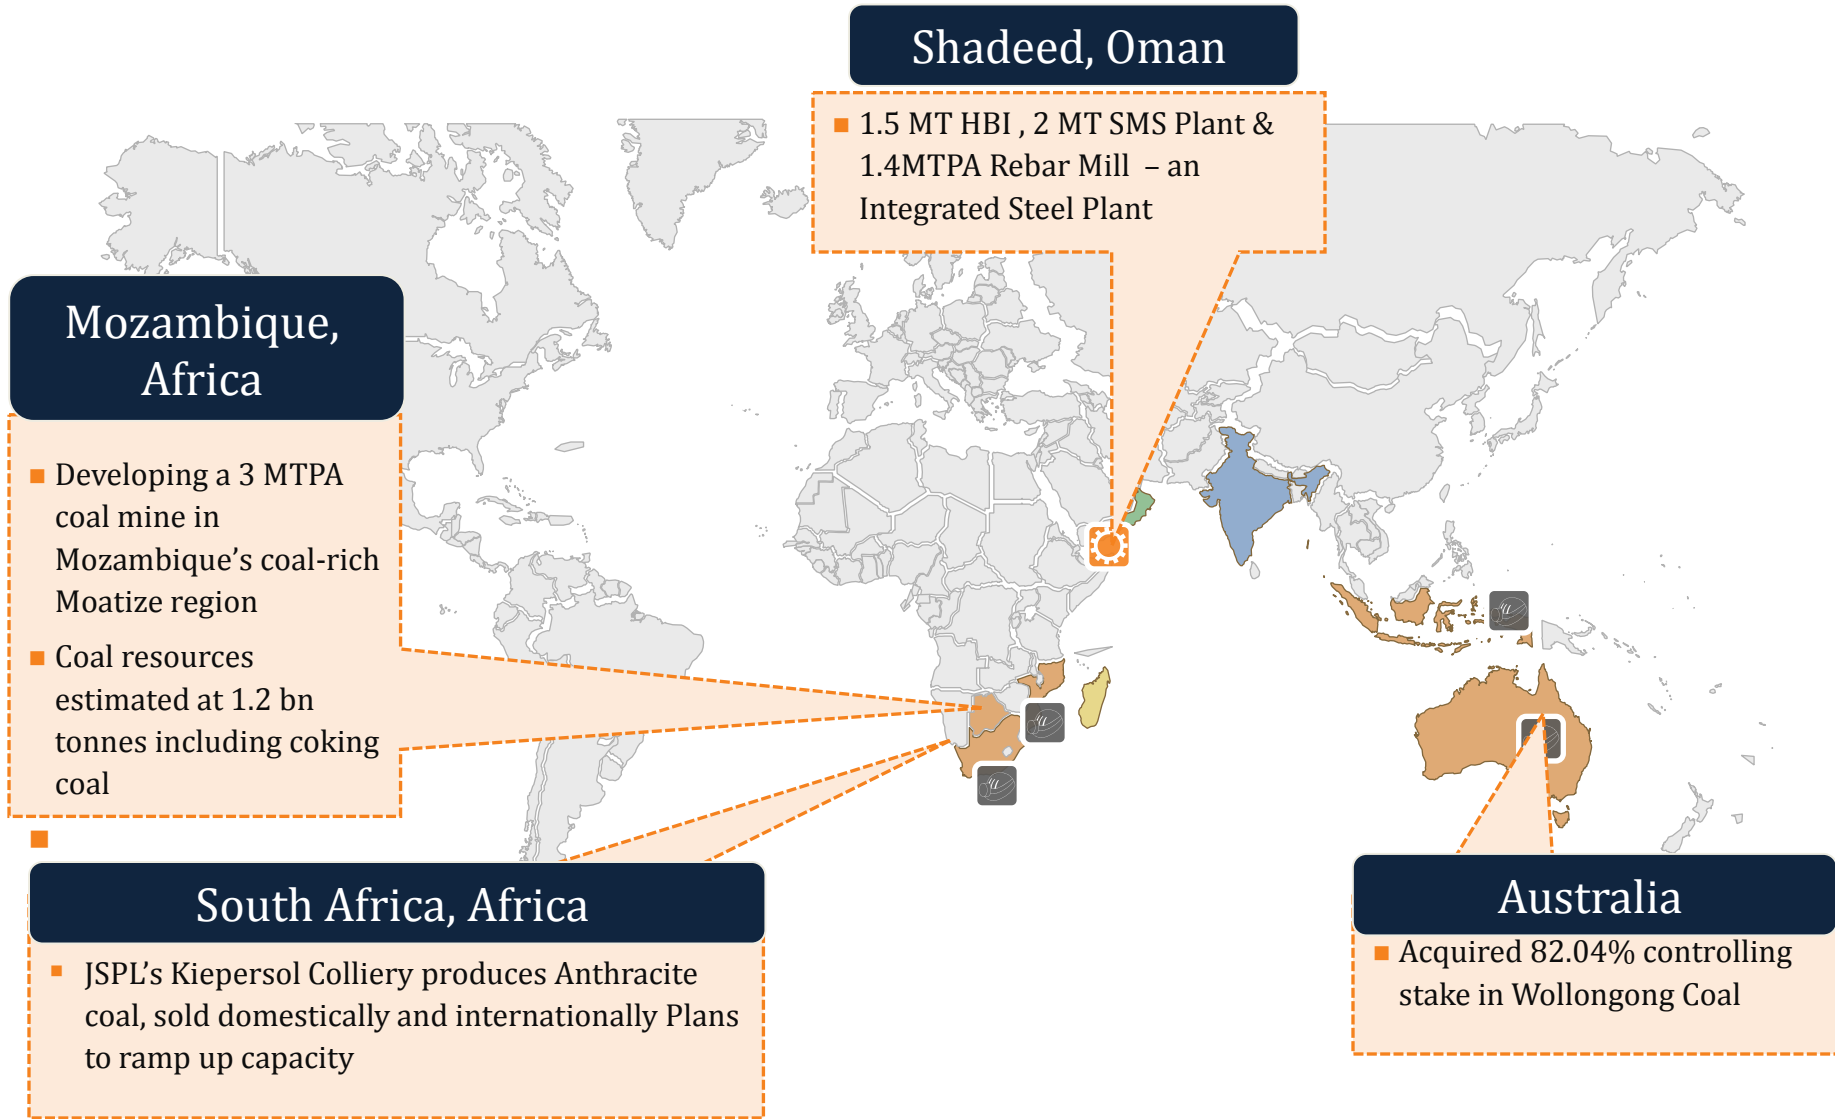 Shadeed, Oman
■ 1.5 MT HBI , 2 MT SMS Plant &
1.4MTPA Rebar Mill – an
Integrated Steel Plant
Mozambique,
Africa
■ Developing a 3 MTPA
coal mine in
Mozambique’s coal-rich
Moatize region
■ Coal resources
estimated at 1.2 bn
tonnes including coking
coal
■
South Africa, Africa
■ JSPL’s Kiepersol Colliery produces Anthracite
coal, sold domestically and internationally Plans
to ramp up capacity
Australia
■ Acquired 82.04% controlling
stake in Wollongong Coal